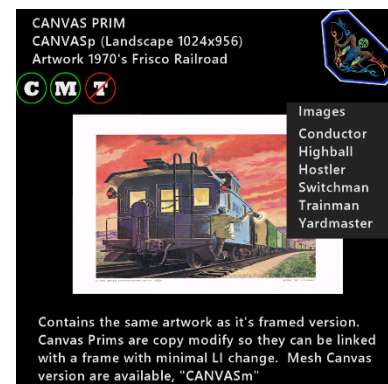 CANVAS PRIM
CANVASp (Landscape 1024x956)
Artwork 1970's Frisco Railroad
C M T
Images
Conductor
Highball
Hostler
Switchman
Trainman
Yardmaster
Contains the same artwork as it's framed version.
Canvas Prims are copy modify so they can be linked
with a frame with minimal LI change.  Mesh Canvas
version are available, "CANVASm"